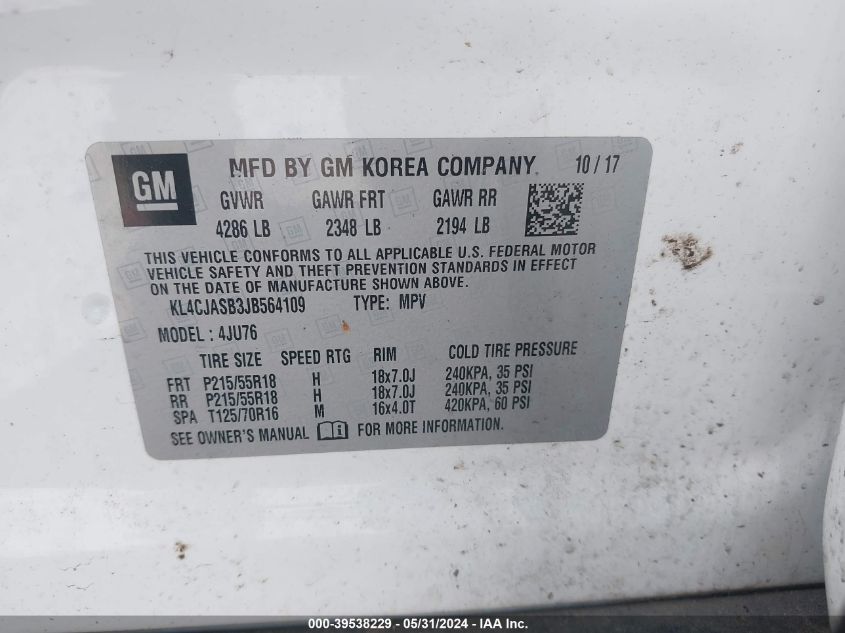 GM MFD BY GM KOREA COMPANY 10 / 17
GVWR GAWR FRT GAWR RR
4286 LB 2348 LB 2194 LB
THIS VEHICLE CONFORMS TO ALL APPLICABLE U.S. FEDERAL MOTOR
VEHICLE SAFETY AND THEFT PREVENTION STANDARDS IN EFFECT
ON THE DATE OF MANUFACTURE SHOWN ABOVE.
KL4CJASB3JB564109 TYPE: MPV
MODEL : 4JU76
TIRE SIZE SPEED RTG RIM COLD TIRE PRESSURE
FRT P215/55R18 H 18x7.0J 240KPA, 35 PSI
RR P215/55R18 H 18x7.0J 240KPA, 35 PSI
SPA T125/70R16 M 16x4.0T 420KPA, 60 PSI
SEE OWNER'S MANUAL FOR MORE INFORMATION.
000-39538229 - 05/31/2024 - IAA Inc.